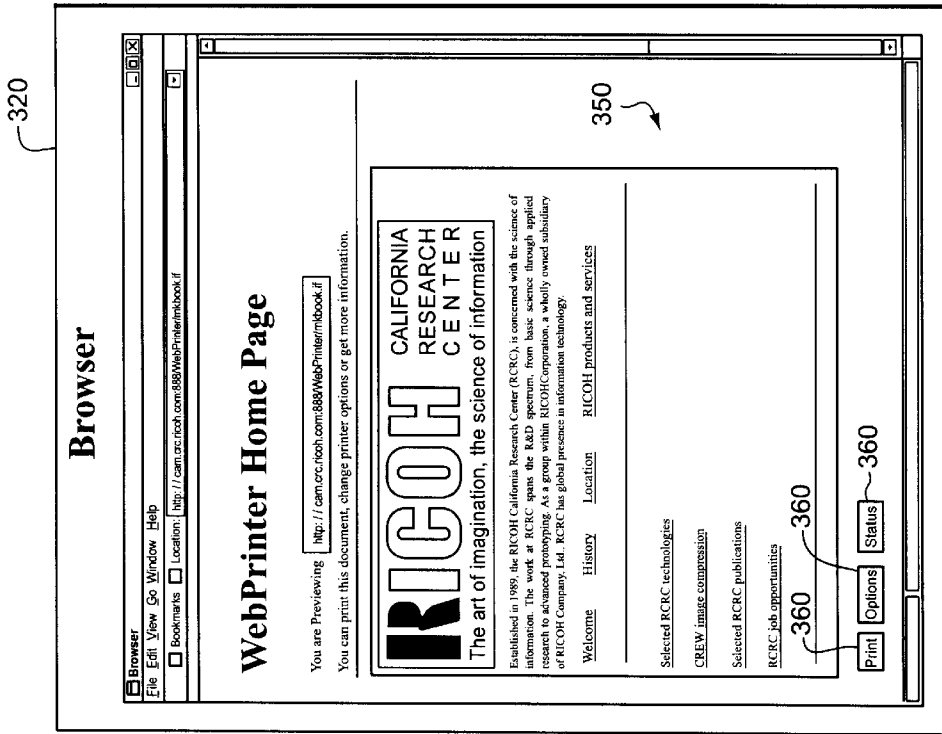 320
Browser
Browser
File Edit View Go Window Help
Bookmarks Location: http: // cam.crc.ricoh.com:888/WebPrinter/mkbook.if
WebPrinter Home Page
You are Previewing http: // cam.crc.ricoh.com:888/WebPrinter/mkbook.if
You can print this document, change printer options or get more information.
RICOH
CALIFORNIA
RESEARCH
CENTER
The art of imagination, the science of information
Established in 1989, the RICOH California Research Center (RCRC), is concerned with the science of
information. The work at RCRC spans the R&D spectrum, from basic science through applied
research to advanced prototyping. As a group within RICOHCorporation, a wholly owned subsidiary
of RICOH Company, Ltd., RCRC has global presence in information technology.
Welcome History Location RICOH products and services
350
Selected RCRC technologies
CREW image compression
Selected RCRC publications
RCRC job opportunities
360 360 360
Print Options Status